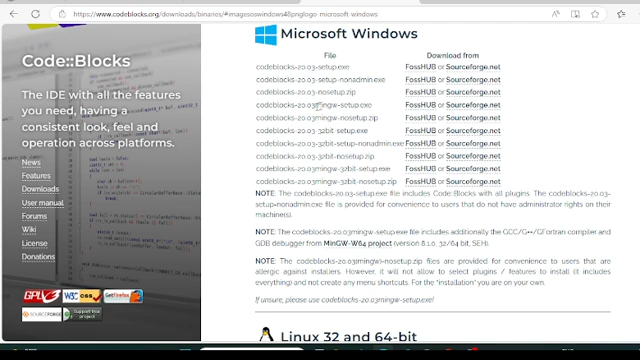 https://www.codeblocks.org/downloads/binaries/#imagesoswindows48pnglogo-microsoft-windows
Code::Blocks
The IDE with all the features
you need, having a
consistent look, feel and
operation across platforms.
News
Features
Downloads
User manual
Forums
Wiki
License
Donations
GPLv3
W3C css
Get Firefox
SOURCEFORGE
Support this project
Microsoft Windows
File Download from
codeblocks-20.03-setup.exe FossHUB or Sourceforge.net
codeblocks-20.03-setup-nonadmin.exe FossHUB or Sourceforge.net
codeblocks-20.03-nosetup.zip FossHUB or Sourceforge.net
codeblocks-20.03mingw-setup.exe FossHUB or Sourceforge.net
codeblocks-20.03mingw-nosetup.zip FossHUB or Sourceforge.net
codeblocks-20.03-32bit-setup.exe FossHUB or Sourceforge.net
codeblocks-20.03-32bit-setup-nonadmin.exe FossHUB or Sourceforge.net
codeblocks-20.03-32bit-nosetup.zip FossHUB or Sourceforge.net
codeblocks-20.03mingw-32bit-setup.exe FossHUB or Sourceforge.net
codeblocks-20.03mingw-32bit-nosetup.zip FossHUB or Sourceforge.net
NOTE: The codeblocks-20.03-setup.exe file includes Code::Blocks with all plugins. The codeblocks-20.03-
setup-nonadmin.exe file is provided for convenience to users that do not have administrator rights on their
machine(s).
NOTE: The codeblocks-20.03mingw-setup.exe file includes additionally the GCC/G++/GFortran compiler and
GDB debugger from MinGW-W64 project (version 8.1.0, 32/64 bit, SEH).
NOTE: The codeblocks-20.03(mingw)-nosetup.zip files are provided for convenience to users that are
allergic against installers. However, it will not allow to select plugins / features to install (it includes
everything) and not create any menu shortcuts. For the "installation" you are on your own.
If unsure, please use codeblocks-20.03mingw-setup.exe!
Linux 32 and 64-bit